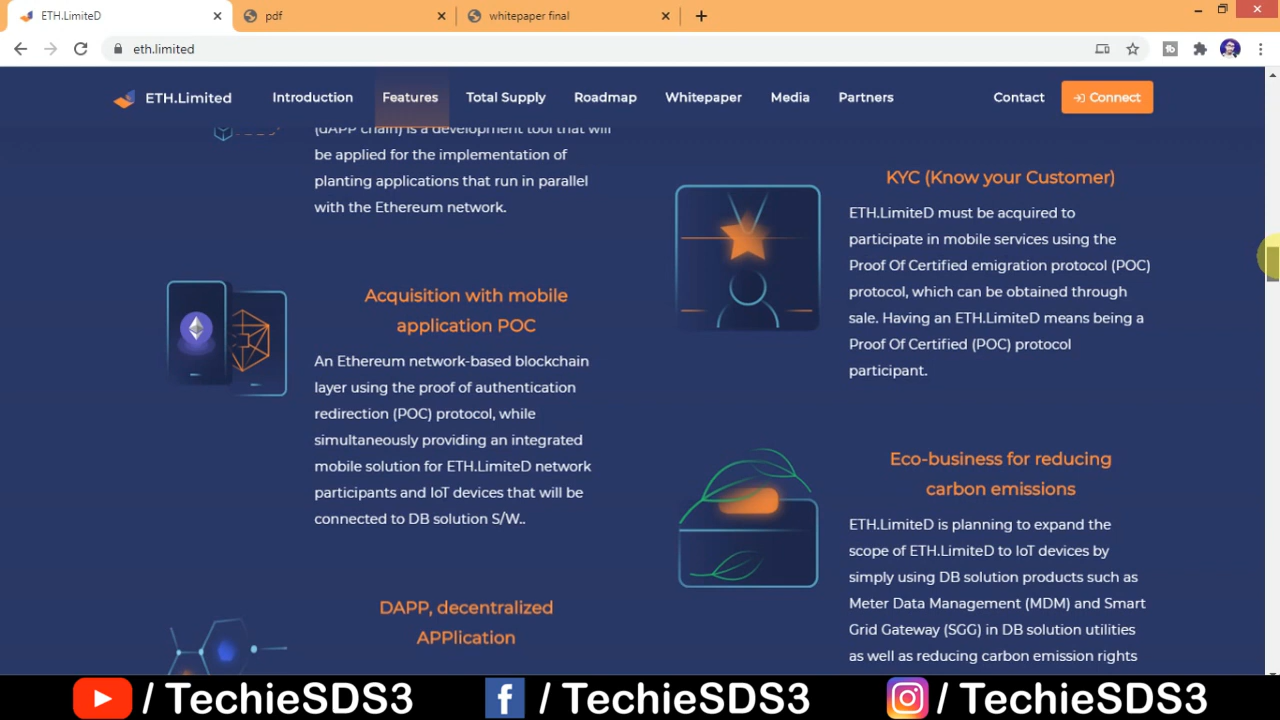 ETH.LimiteD
pdf
whitepaper final
eth.limited
ETH.Limited
Introduction
Features
Total Supply
Roadmap
Whitepaper
Media
Partners
Contact
Connect
(dAPP chain) is a development tool that will
be applied for the implementation of
planting applications that run in parallel
with the Ethereum network.
Acquisition with mobile
application POC
An Ethereum network-based blockchain
layer using the proof of authentication
redirection (POC) protocol, while
simultaneously providing an integrated
mobile solution for ETH.LimiteD network
participants and IoT devices that will be
connected to DB solution S/W..
DAPP, decentralized
APPlication
KYC (Know your Customer)
ETH.LimiteD must be acquired to
participate in mobile services using the
Proof Of Certified emigration protocol (POC)
protocol, which can be obtained through
sale. Having an ETH.LimiteD means being a
Proof Of Certified (POC) protocol
participant.
Eco-business for reducing
carbon emissions
ETH.LimiteD is planning to expand the
scope of ETH.LimiteD to IoT devices by
simply using DB solution products such as
Meter Data Management (MDM) and Smart
Grid Gateway (SGG) in DB solution utilities
as well as reducing carbon emission rights
/ TechieSDS3
/ TechieSDS3
/ TechieSDS3